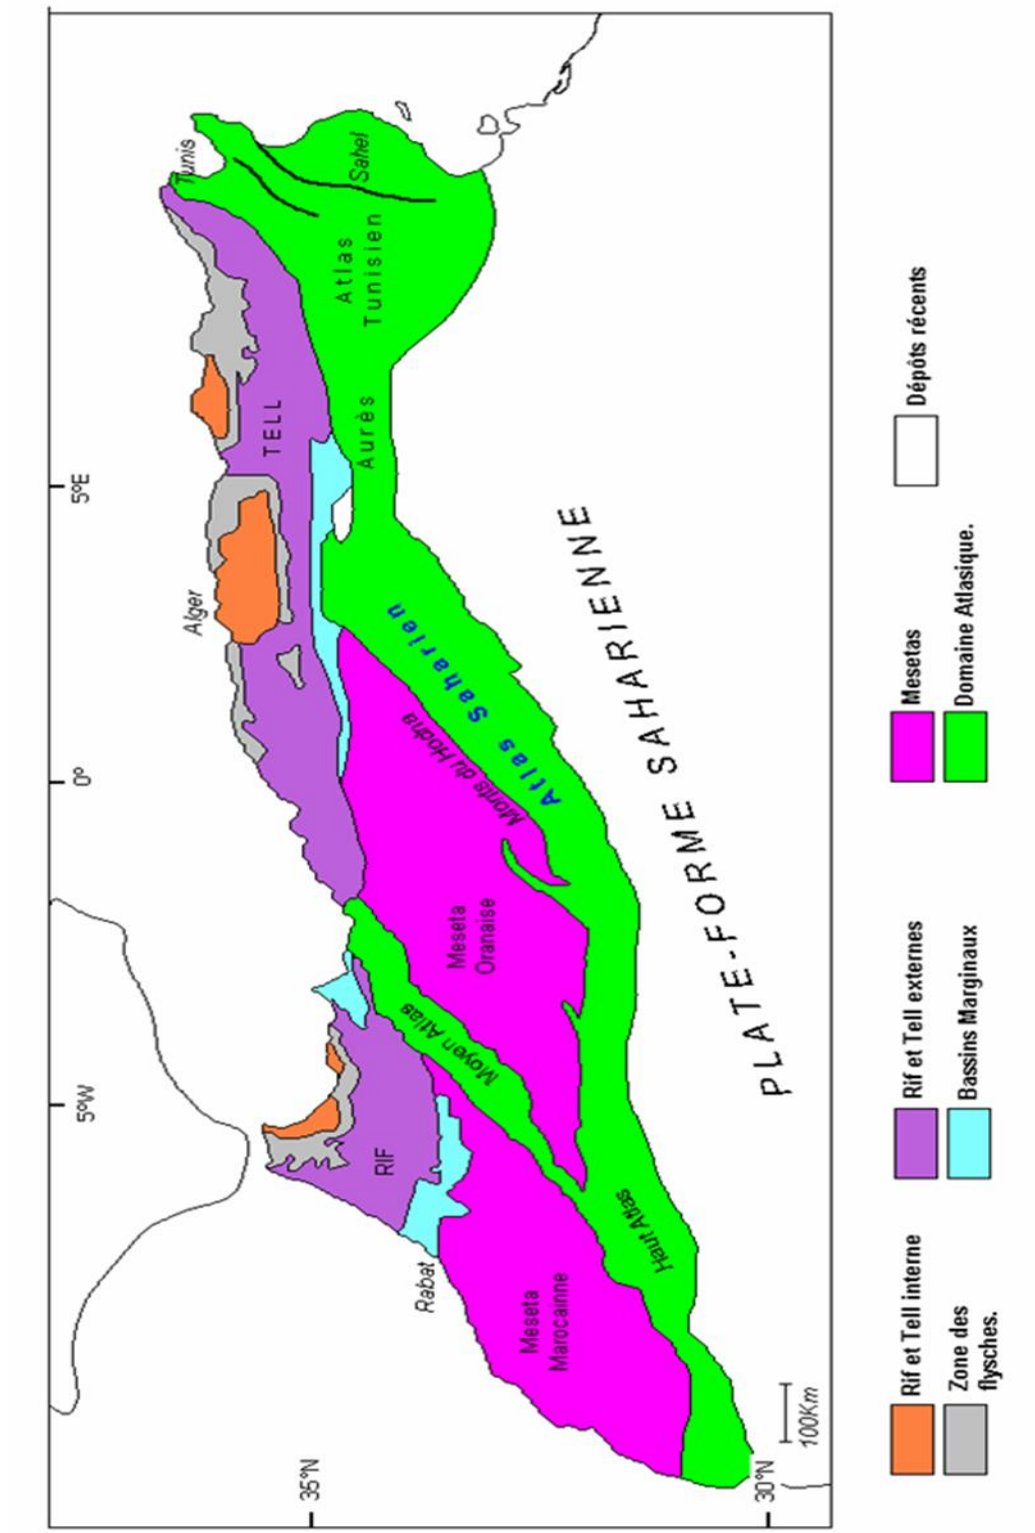 5°W
0°
5°E
35°N
30°N
Tunis
Alger
Rabat
Sahel
Atlas
Tunisien
TELL
Aurès
RIF
Atlas Saharien
Monts du Hodna
Meseta
Oranaise
Moyen Atlas
Haut Atlas
Meseta
Marocainne
PLATE-FORME SAHARIENNE
100Km
Rif et Tell interne
Rif et Tell externes
Mesetas
Dépôts récents
Zone des
flysches.
Bassins Marginaux
Domaine Atlasique.